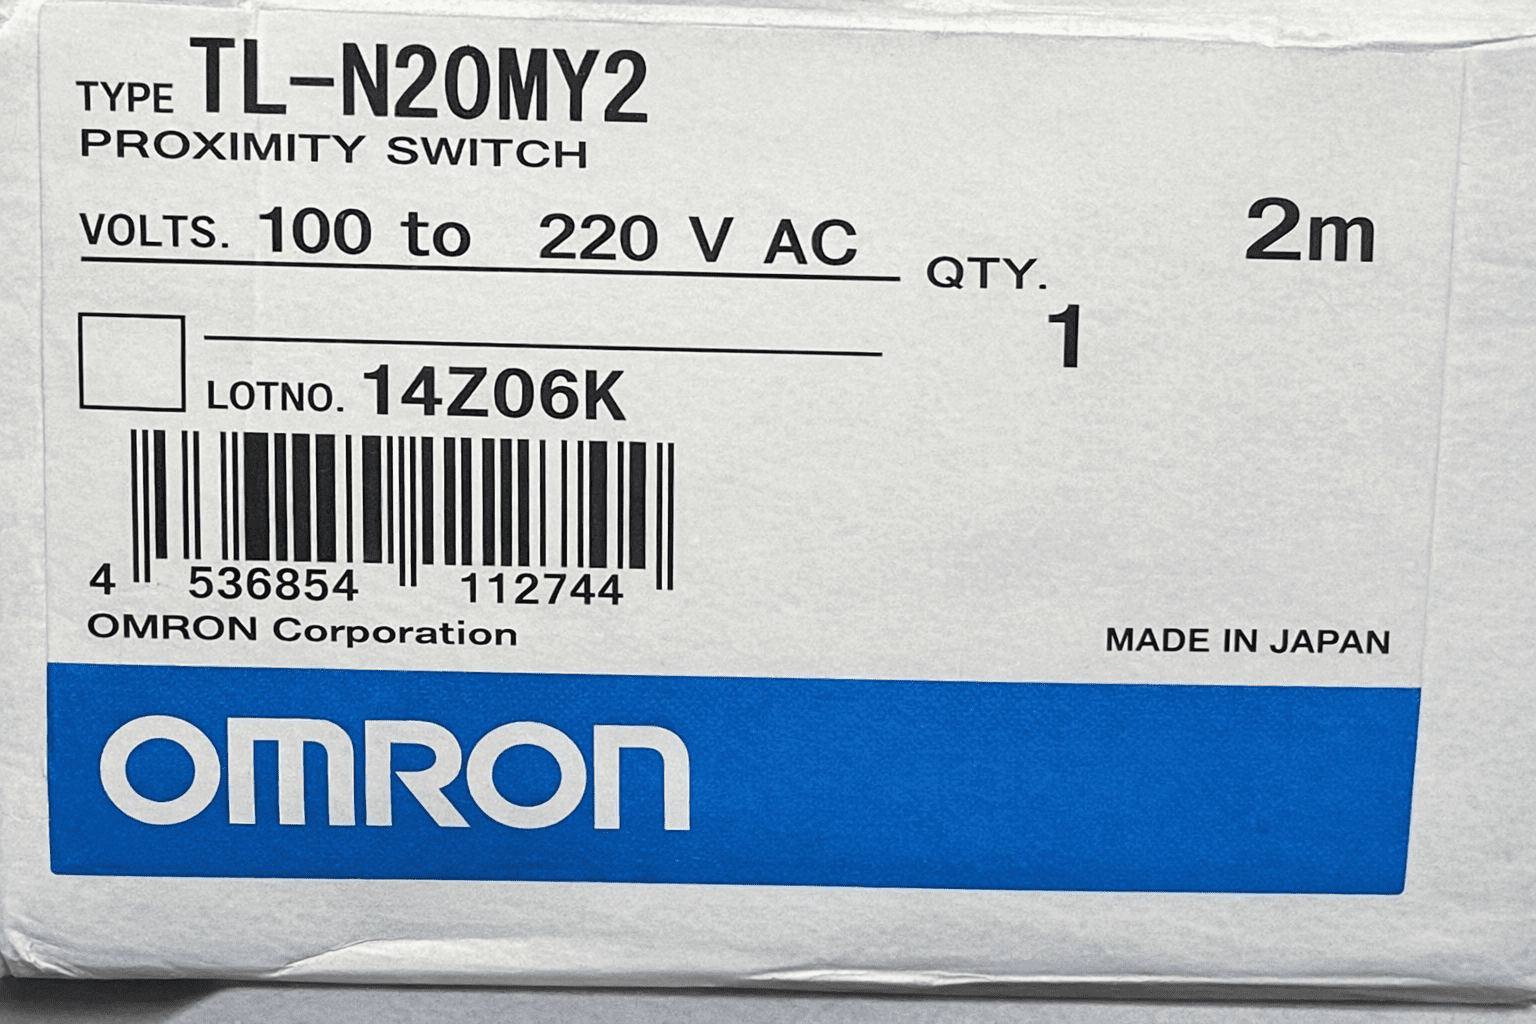 TYPE TL-N20MY2
PROXIMITY SWITCH
VOLTS. 100 to 220 V AC
QTY. 1
2m
LOTNO. 14Z06K
4 536854 112744
OMRON Corporation
MADE IN JAPAN
OMRON